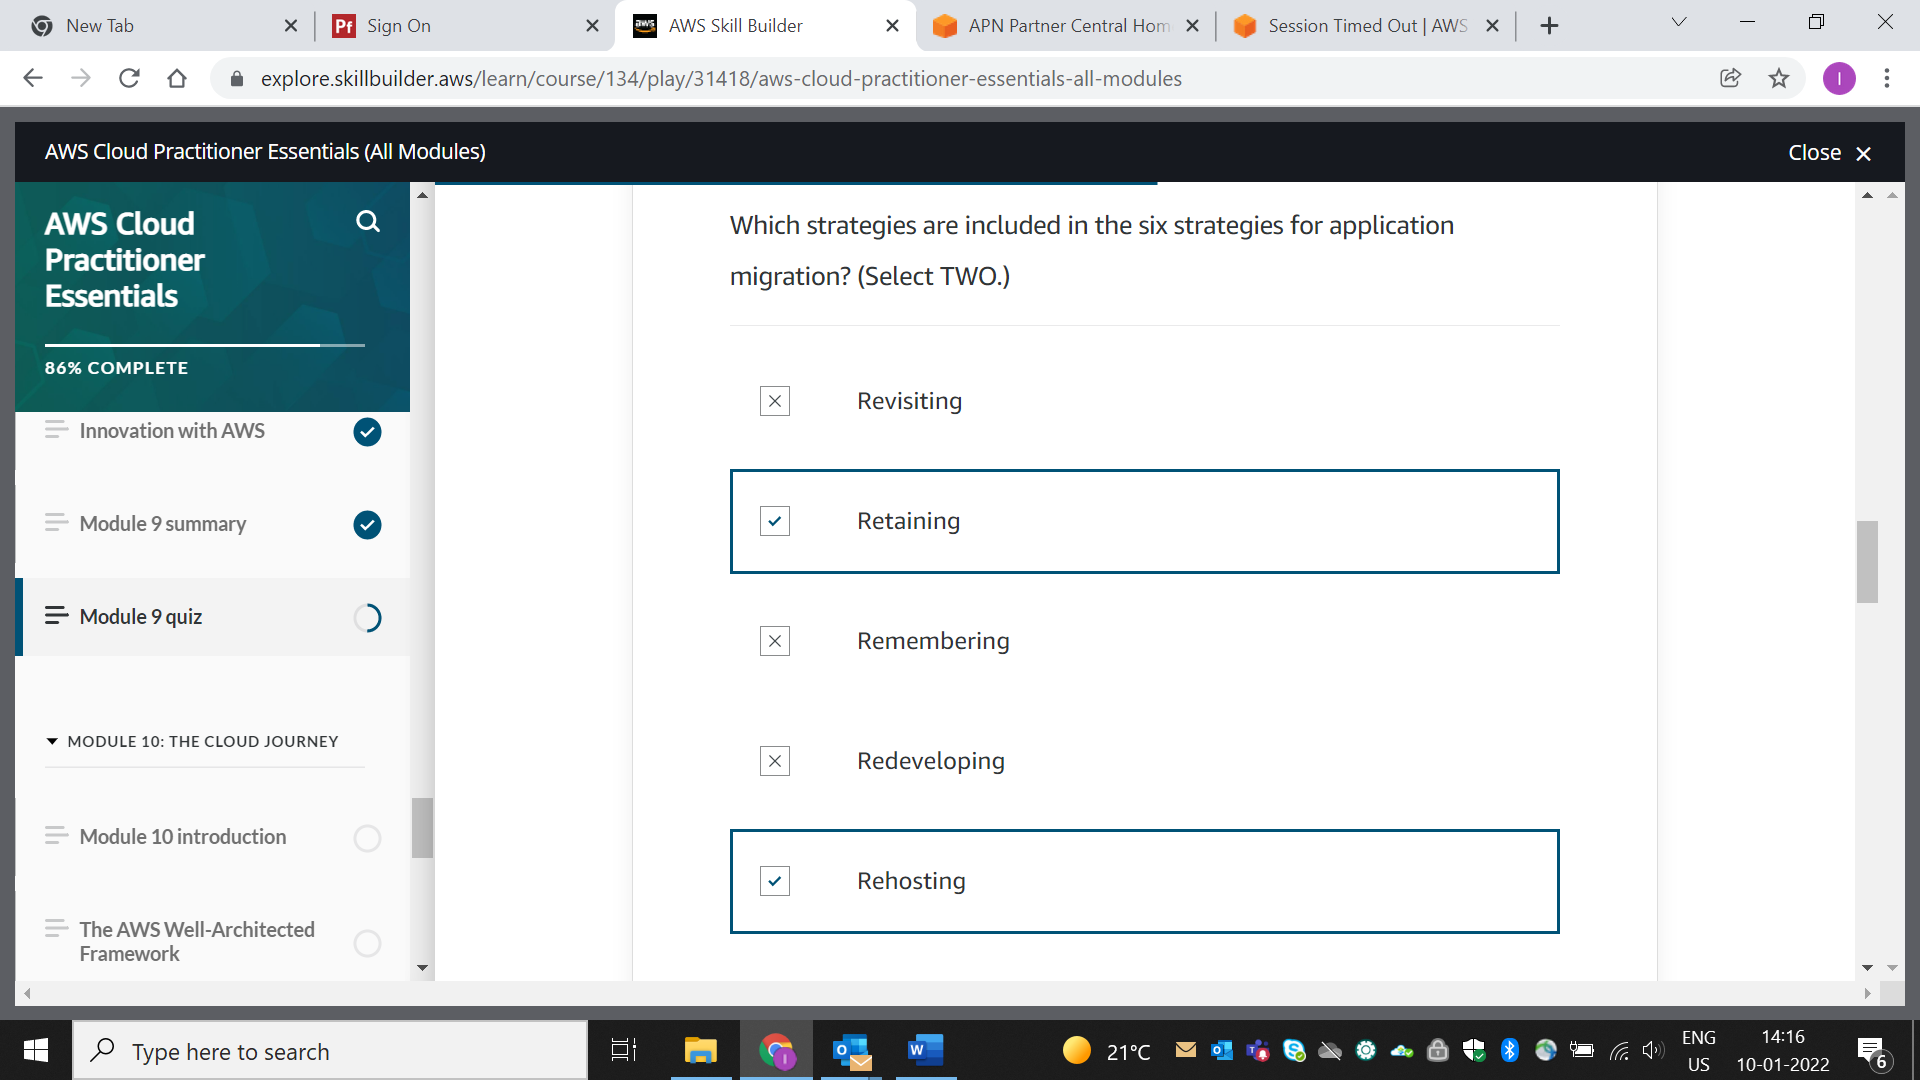 New Tab
Pf Sign On
aws AWS Skill Builder
APN Partner Central Hom
Session Timed Out | AWS
explore.skillbuilder.aws/learn/course/134/play/31418/aws-cloud-practitioner-essentials-all-modules
I
AWS Cloud Practitioner Essentials (All Modules)
Close
AWS Cloud
Practitioner
Essentials
86% COMPLETE
Innovation with AWS
Module 9 summary
Module 9 quiz
MODULE 10: THE CLOUD JOURNEY
Module 10 introduction
The AWS Well-Architected
Framework
Which strategies are included in the six strategies for application
migration? (Select TWO.)
Revisiting
Retaining
Remembering
Redeveloping
Rehosting
Type here to search
21°C
ENG
US
14:16
10-01-2022
6